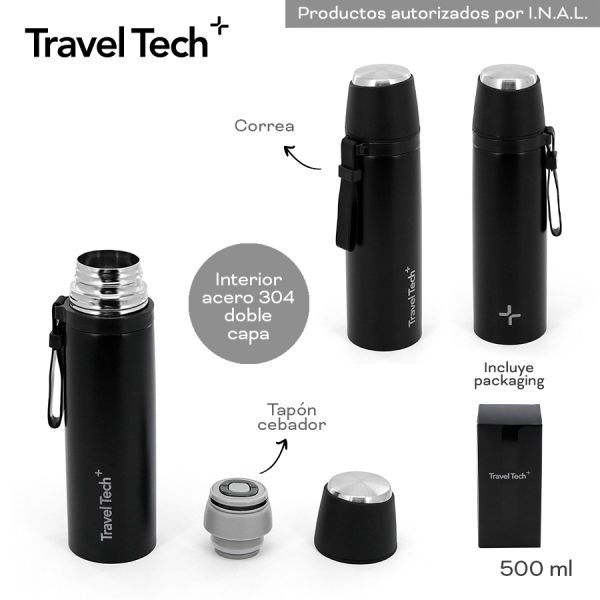 Productos autorizados por I.N.A.L.
Travel Tech+
Correa
Travel Tech+
Interior
acero 304
doble
capa
Incluye
packaging
Tapón
cebador
Travel Tech+
Travel Tech+
500 ml